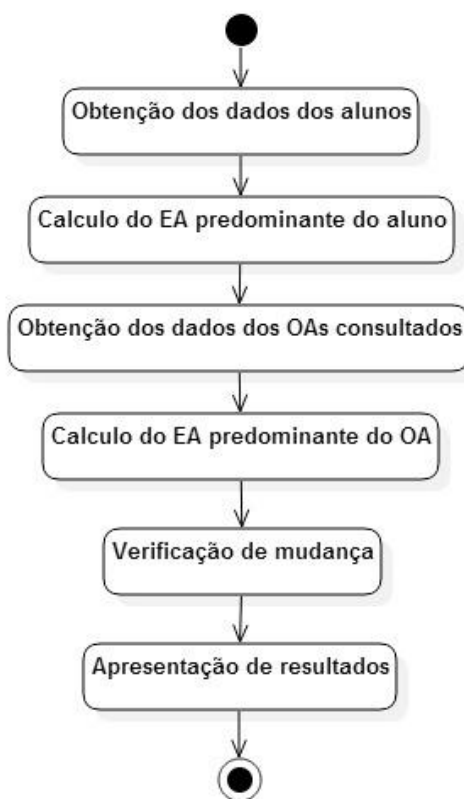 Obtenção dos dados dos alunos
Calculo do EA predominante do aluno
Obtenção dos dados dos OAs consultados
Calculo do EA predominante do OA
Verificação de mudança
Apresentação de resultados